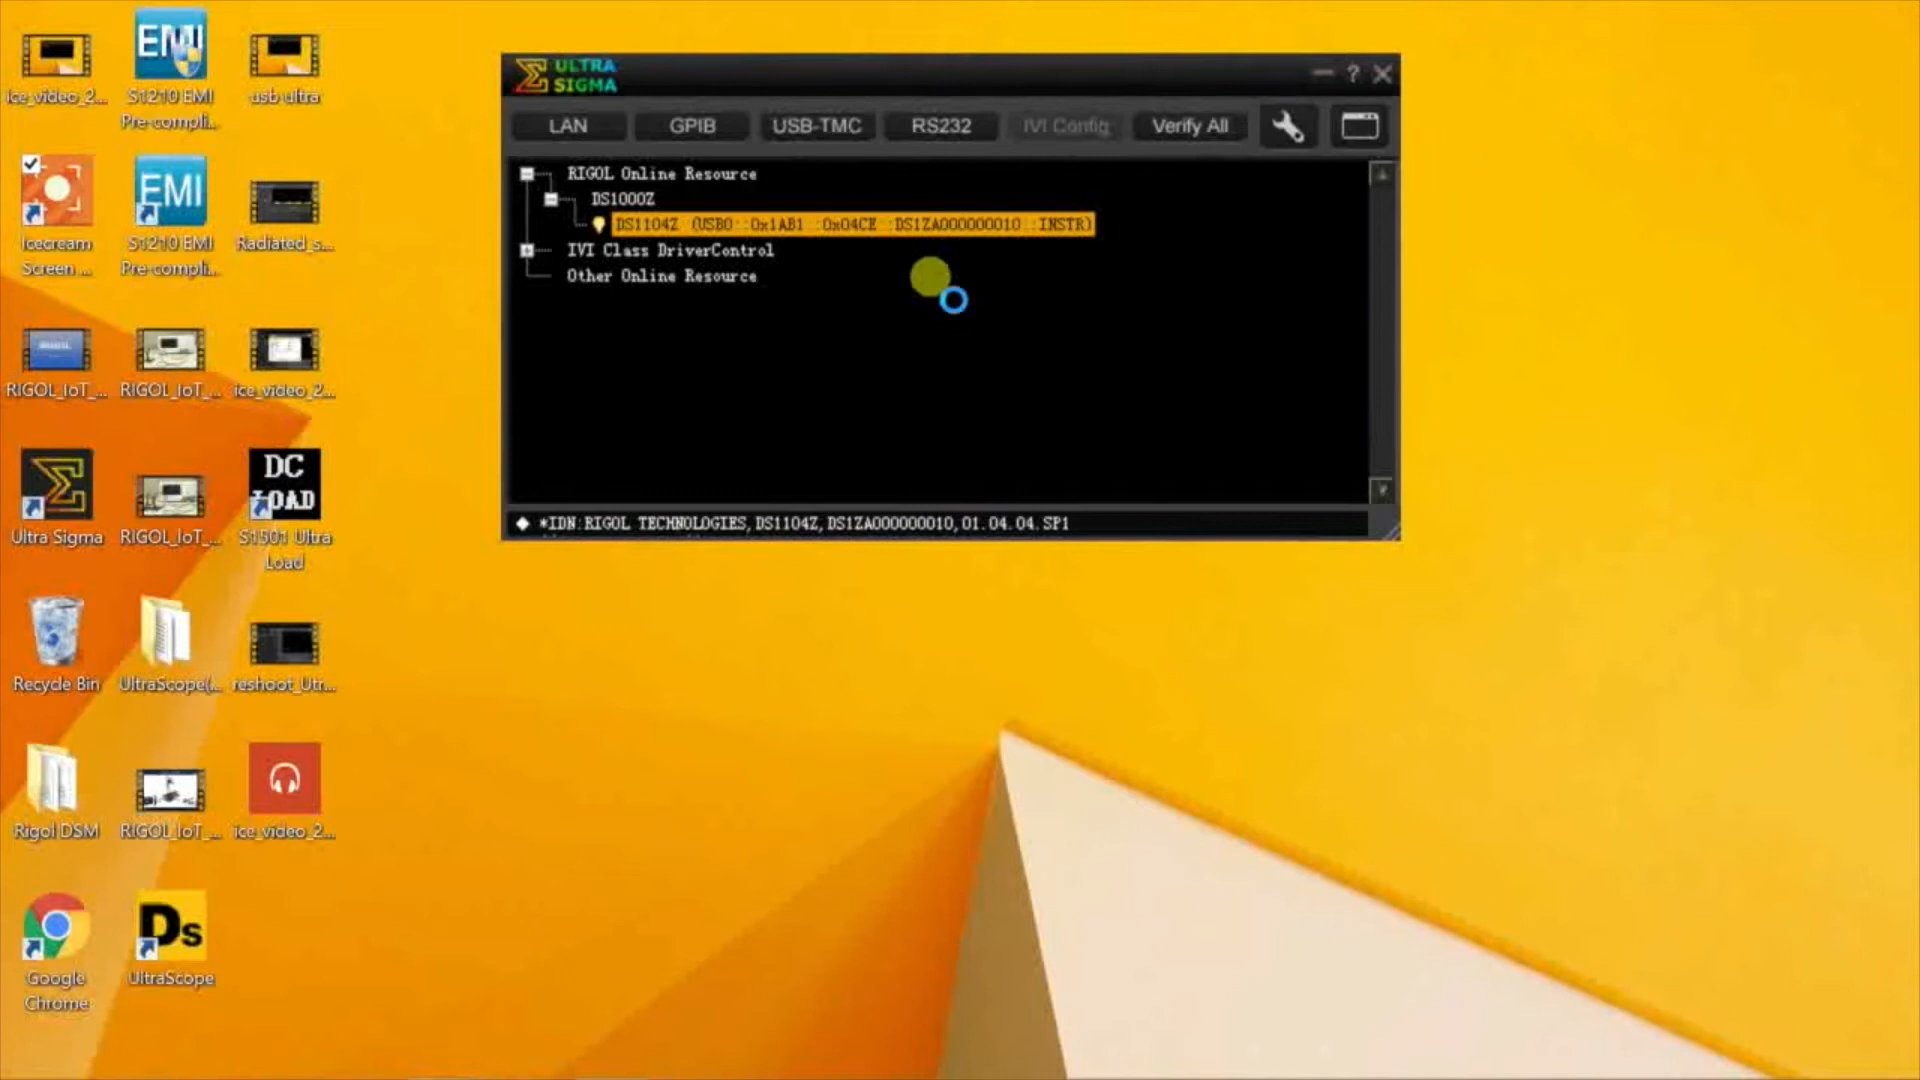 ice_video_2...
EMI
S1210 EMI
Pre-compli...
usb ultra
Icecream
Screen ...
EMI
S1210 EMI
Pre-compli...
Radiated_s...
RIGOL_IoT_...
RIGOL_IoT_...
ice_video_2...
Ultra Sigma
RIGOL_IoT_...
DC
LOAD
S1501 Ultra
Load
Recycle Bin
UltraScope(...
reshoot_Utr...
Rigol DSM
RIGOL_IoT_...
ice_video_2...
Google
Chrome
Ds
UltraScope
ULTRA
SIGMA
?
LAN
GPIB
USB-TMC
RS232
IVI Config
Verify All
RIGOL Online Resource
DS1000Z
DS1104Z (USB0::0x1AB1::0x04CE::DS1ZA000000010::INSTR)
IVI Class DriverControl
Other Online Resource
*IDN:RIGOL TECHNOLOGIES,DS1104Z,DS1ZA000000010,01.04.04.SP1